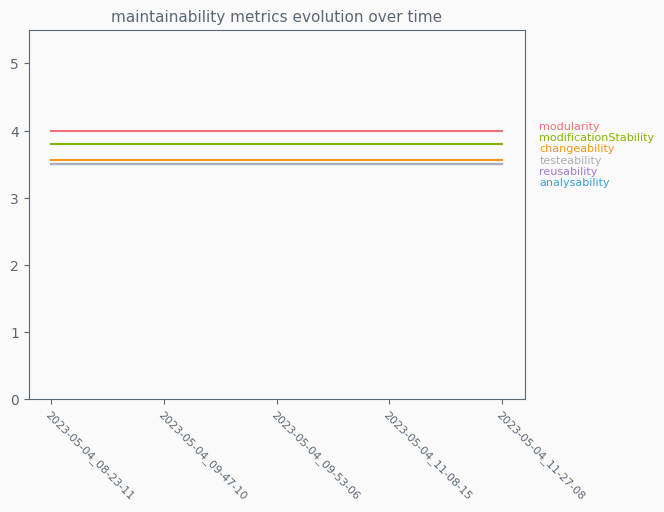 maintainability metrics evolution over time
5
4
3
2
1
0
modularity
modificationStability
changeability
testeability
reusability
analysability
2023-05-04_08-23-11
2023-05-04_09-47-10
2023-05-04_09-53-06
2023-05-04_11-08-15
2023-05-04_11-27-08